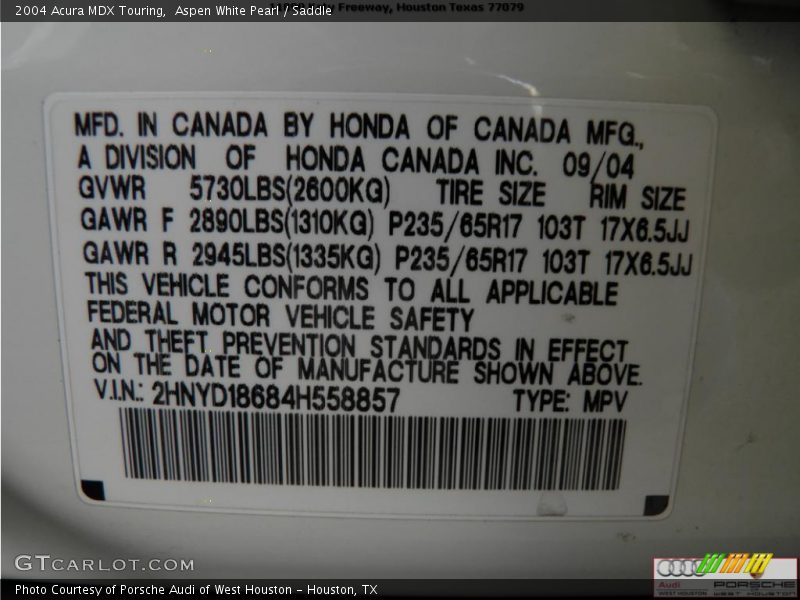 2004 Acura MDX Touring, Aspen White Pearl / Saddle
Freeway, Houston Texas 77079
MFD. IN CANADA BY HONDA OF CANADA MFG.,
A DIVISION OF HONDA CANADA INC. 09/04
GVWR 5730LBS(2600KG) TIRE SIZE RIM SIZE
GAWR F 2890LBS(1310KG) P235/65R17 103T 17X6.5JJ
GAWR R 2945LBS(1335KG) P235/65R17 103T 17X6.5JJ
THIS VEHICLE CONFORMS TO ALL APPLICABLE
FEDERAL MOTOR VEHICLE SAFETY
AND THEFT PREVENTION STANDARDS IN EFFECT
ON THE DATE OF MANUFACTURE SHOWN ABOVE.
V.I.N.: 2HNYD18684H558857 TYPE: MPV
GTCARLOT.COM
Audi PORSCHE
WEST HOUSTON WEST HOUSTON
Photo Courtesy of Porsche Audi of West Houston - Houston, TX